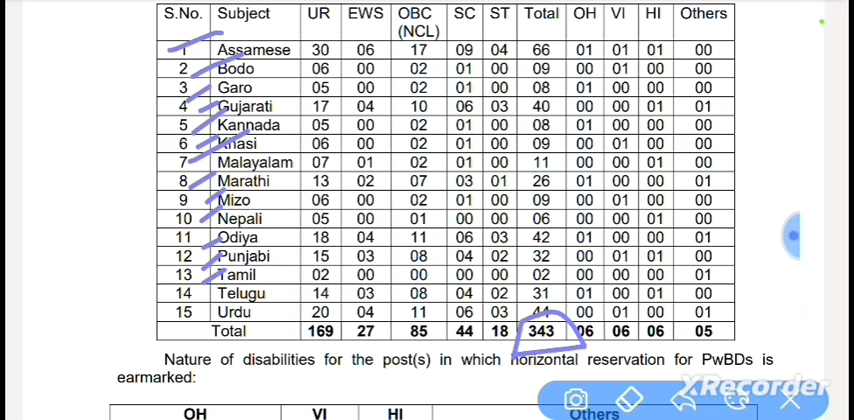 S.No. Subject UR EWS OBC (NCL) SC ST Total OH VI HI Others
1 Assamese 30 06 17 09 04 66 01 01 01 00
2 Bodo 06 00 02 01 00 09 00 01 00 00
3 Garo 05 00 02 01 00 08 01 00 00 00
4 Gujarati 17 04 10 06 03 40 00 00 01 01
5 Kannada 05 00 02 01 00 08 01 00 00 00
6 Khasi 06 00 02 01 00 09 00 01 00 00
7 Malayalam 07 01 02 01 00 11 00 00 01 00
8 Marathi 13 02 07 03 01 26 01 00 00 01
9 Mizo 06 00 02 01 00 09 00 01 00 00
10 Nepali 05 00 01 00 00 06 00 00 01 00
11 Odiya 18 04 11 06 03 42 01 00 00 01
12 Punjabi 15 03 08 04 02 32 00 01 00 01
13 Tamil 02 00 00 00 00 02 00 00 00 01
14 Telugu 14 03 08 04 02 31 01 00 01 00
15 Urdu 20 04 11 06 03 44 00 01 00 01
Total 169 27 85 44 18 343 06 06 06 05
Nature of disabilities for the post(s) in which horizontal reservation for PwBDs is
earmarked:
XRecorder
OH VI HI Others